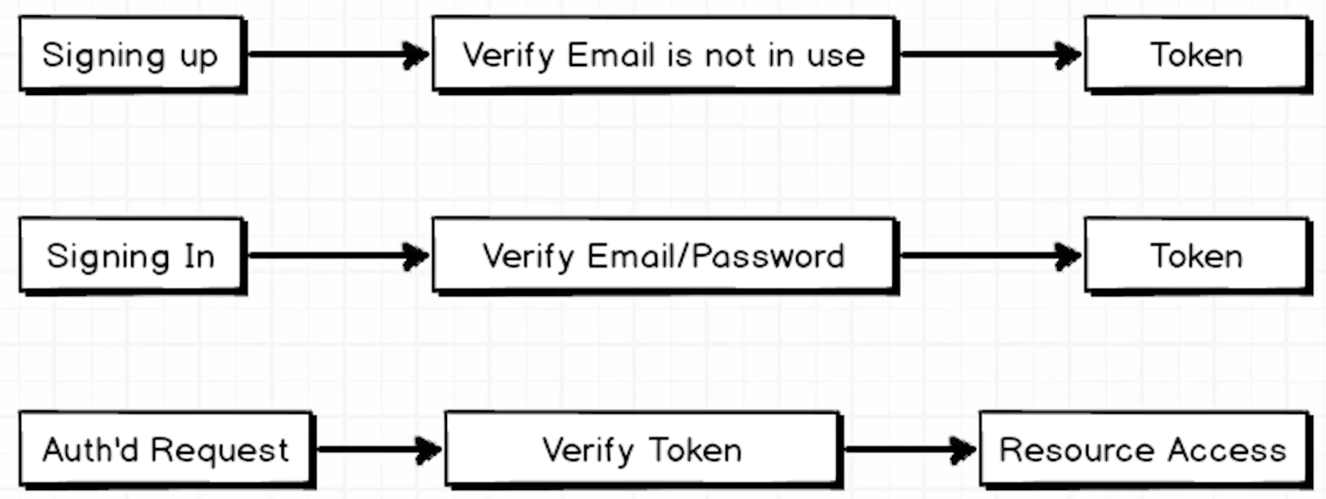 Signing up
Verify Email is not in use
Token
Signing In
Verify Email/Password
Token
Auth'd Request
Verify Token
Resource Access